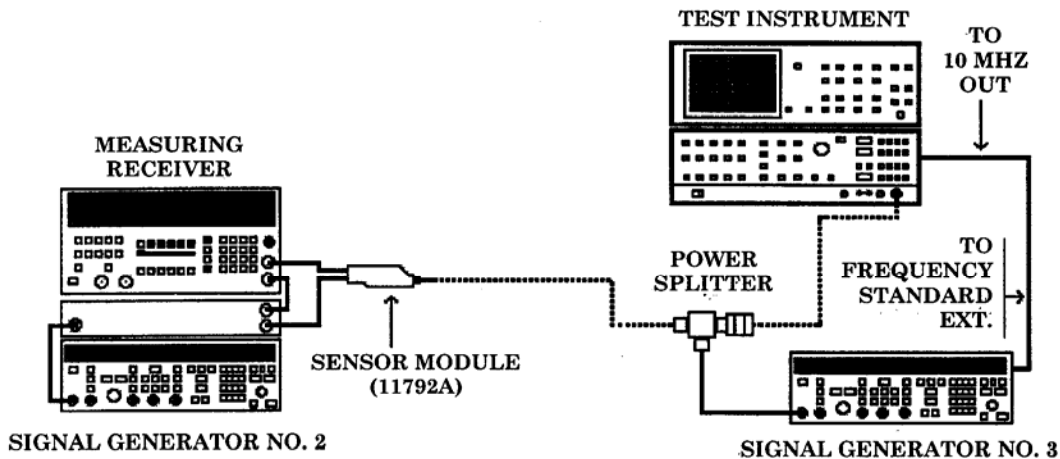 TEST INSTRUMENT
TO
10 MHZ
OUT
MEASURING
RECEIVER
POWER
SPLITTER
TO
FREQUENCY
STANDARD
EXT.
SENSOR MODULE
(11792A)
SIGNAL GENERATOR NO. 2
SIGNAL GENERATOR NO. 3